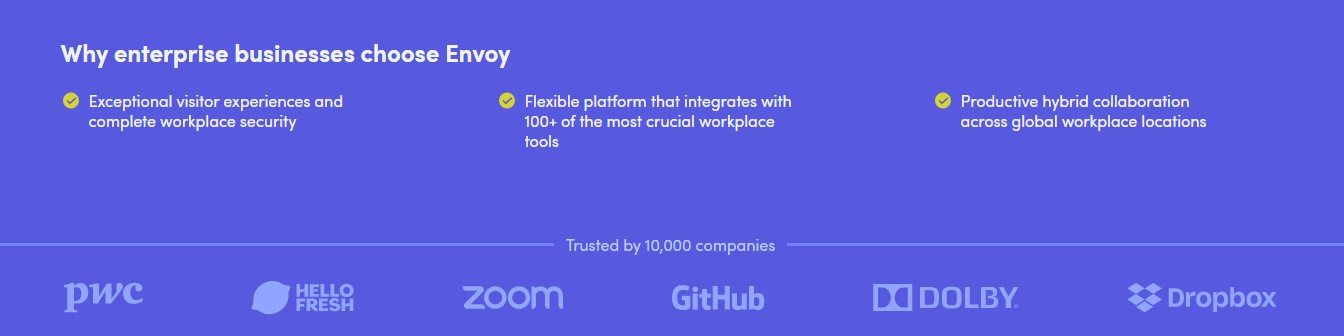 Why enterprise businesses choose Envoy
Exceptional visitor experiences and
complete workplace security
Flexible platform that integrates with
100+ of the most crucial workplace
tools
Productive hybrid collaboration
across global workplace locations
Trusted by 10,000 companies
pwc
HELLO
FRESH
zoom
GitHub
DOLBY
Dropbox